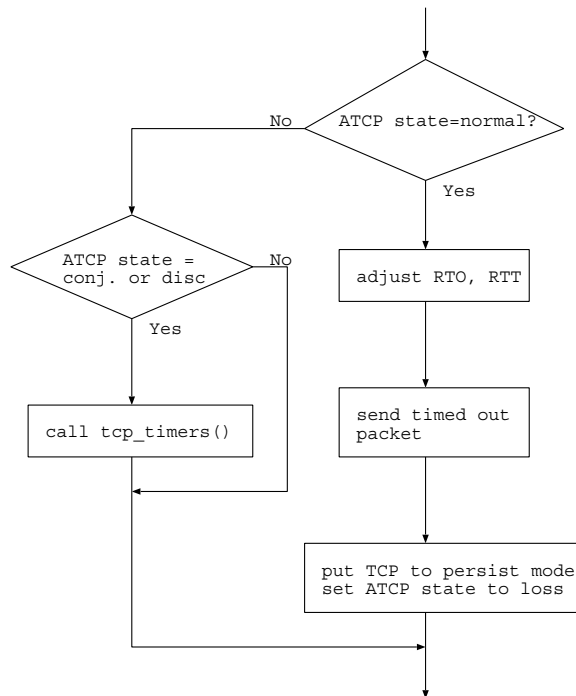 ATCP state=normal?
No
Yes
ATCP state =
conj. or disc
No
Yes
adjust RTO, RTT
call tcp_timers()
send timed out
packet
put TCP to persist mode
set ATCP state to loss